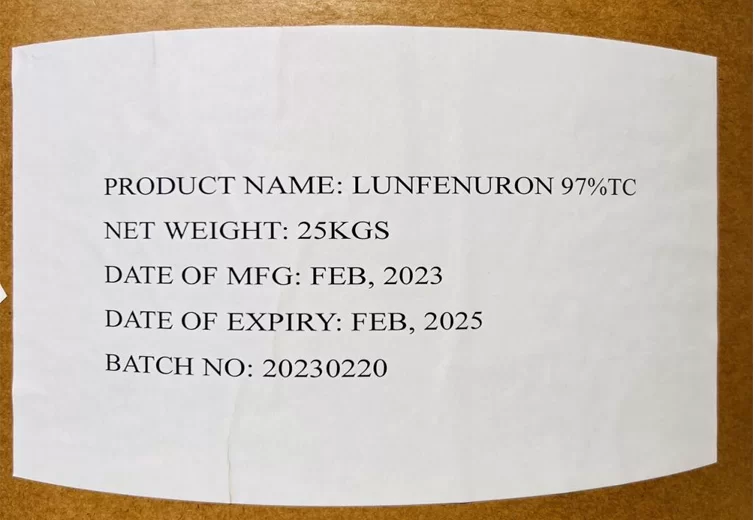 PRODUCT NAME: LUNFENURON 97%TC
NET WEIGHT: 25KGS
DATE OF MFG: FEB, 2023
DATE OF EXPIRY: FEB, 2025
BATCH NO: 20230220